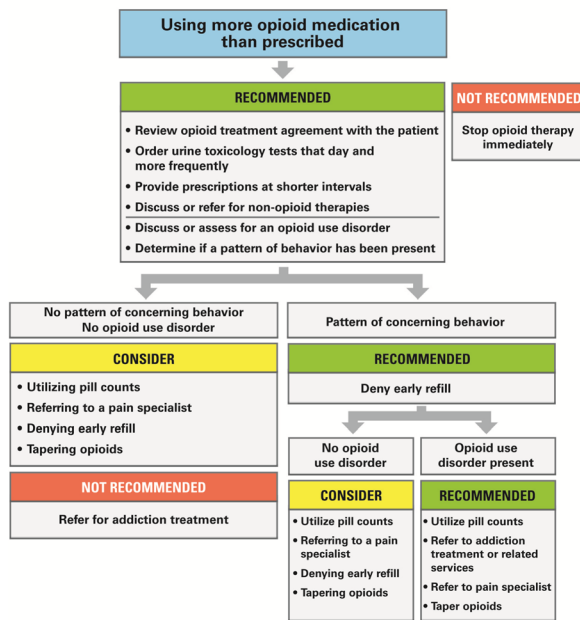 Using more opioid medication
than prescribed
RECOMMENDED
• Review opioid treatment agreement with the patient
• Order urine toxicology tests that day and
more frequently
• Provide prescriptions at shorter intervals
• Discuss or refer for non-opioid therapies
• Discuss or assess for an opioid use disorder
• Determine if a pattern of behavior has been present
NOT RECOMMENDED
Stop opioid therapy
immediately
No pattern of concerning behavior
No opioid use disorder
CONSIDER
• Utilizing pill counts
• Referring to a pain specialist
• Denying early refill
• Tapering opioids
NOT RECOMMENDED
Refer for addiction treatment
Pattern of concerning behavior
RECOMMENDED
Deny early refill
No opioid
use disorder
CONSIDER
• Utilize pill counts
• Referring to a pain
specialist
• Denying early refill
• Tapering opioids
Opioid use
disorder present
RECOMMENDED
• Utilize pill counts
• Refer to addiction
treatment or related
services
• Refer to pain specialist
• Taper opioids